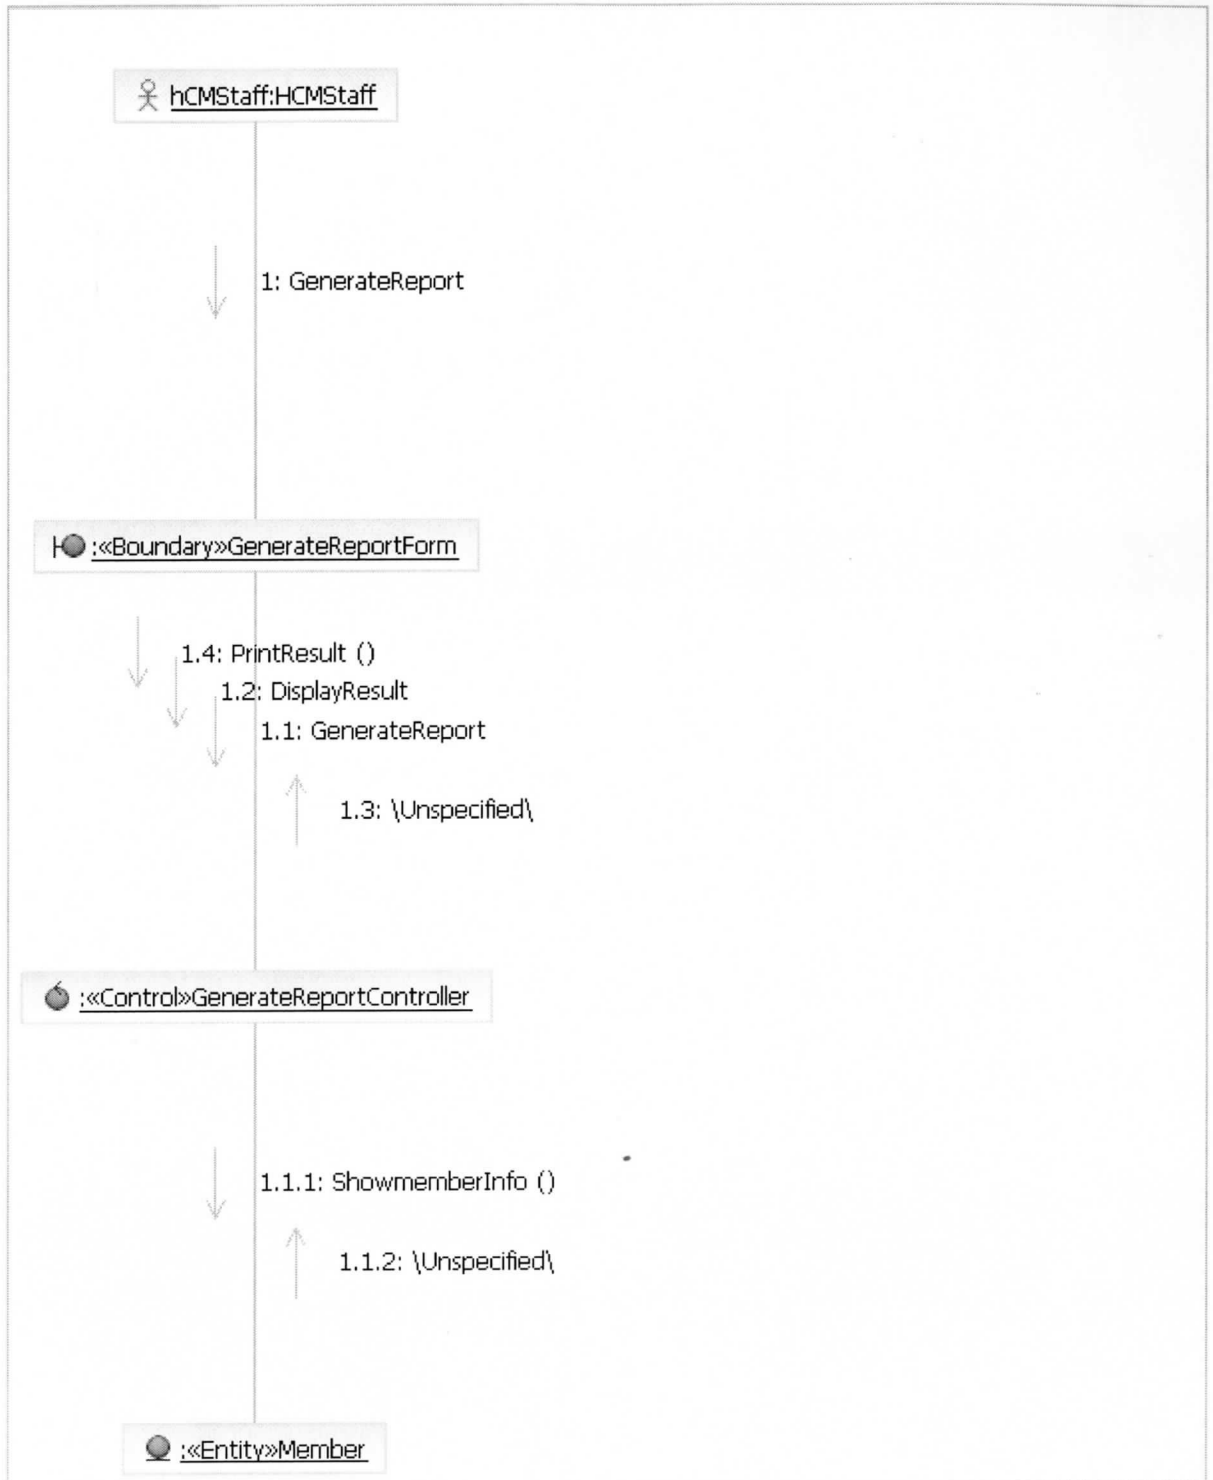 hCMStaff:HCMStaff
1: GenerateReport
:«Boundary»GenerateReportForm
1.4: PrintResult ()
1.2: DisplayResult
1.1: GenerateReport
1.3: \Unspecified\
:«Control»GenerateReportController
1.1.1: ShowmemberInfo ()
1.1.2: \Unspecified\
:«Entity»Member